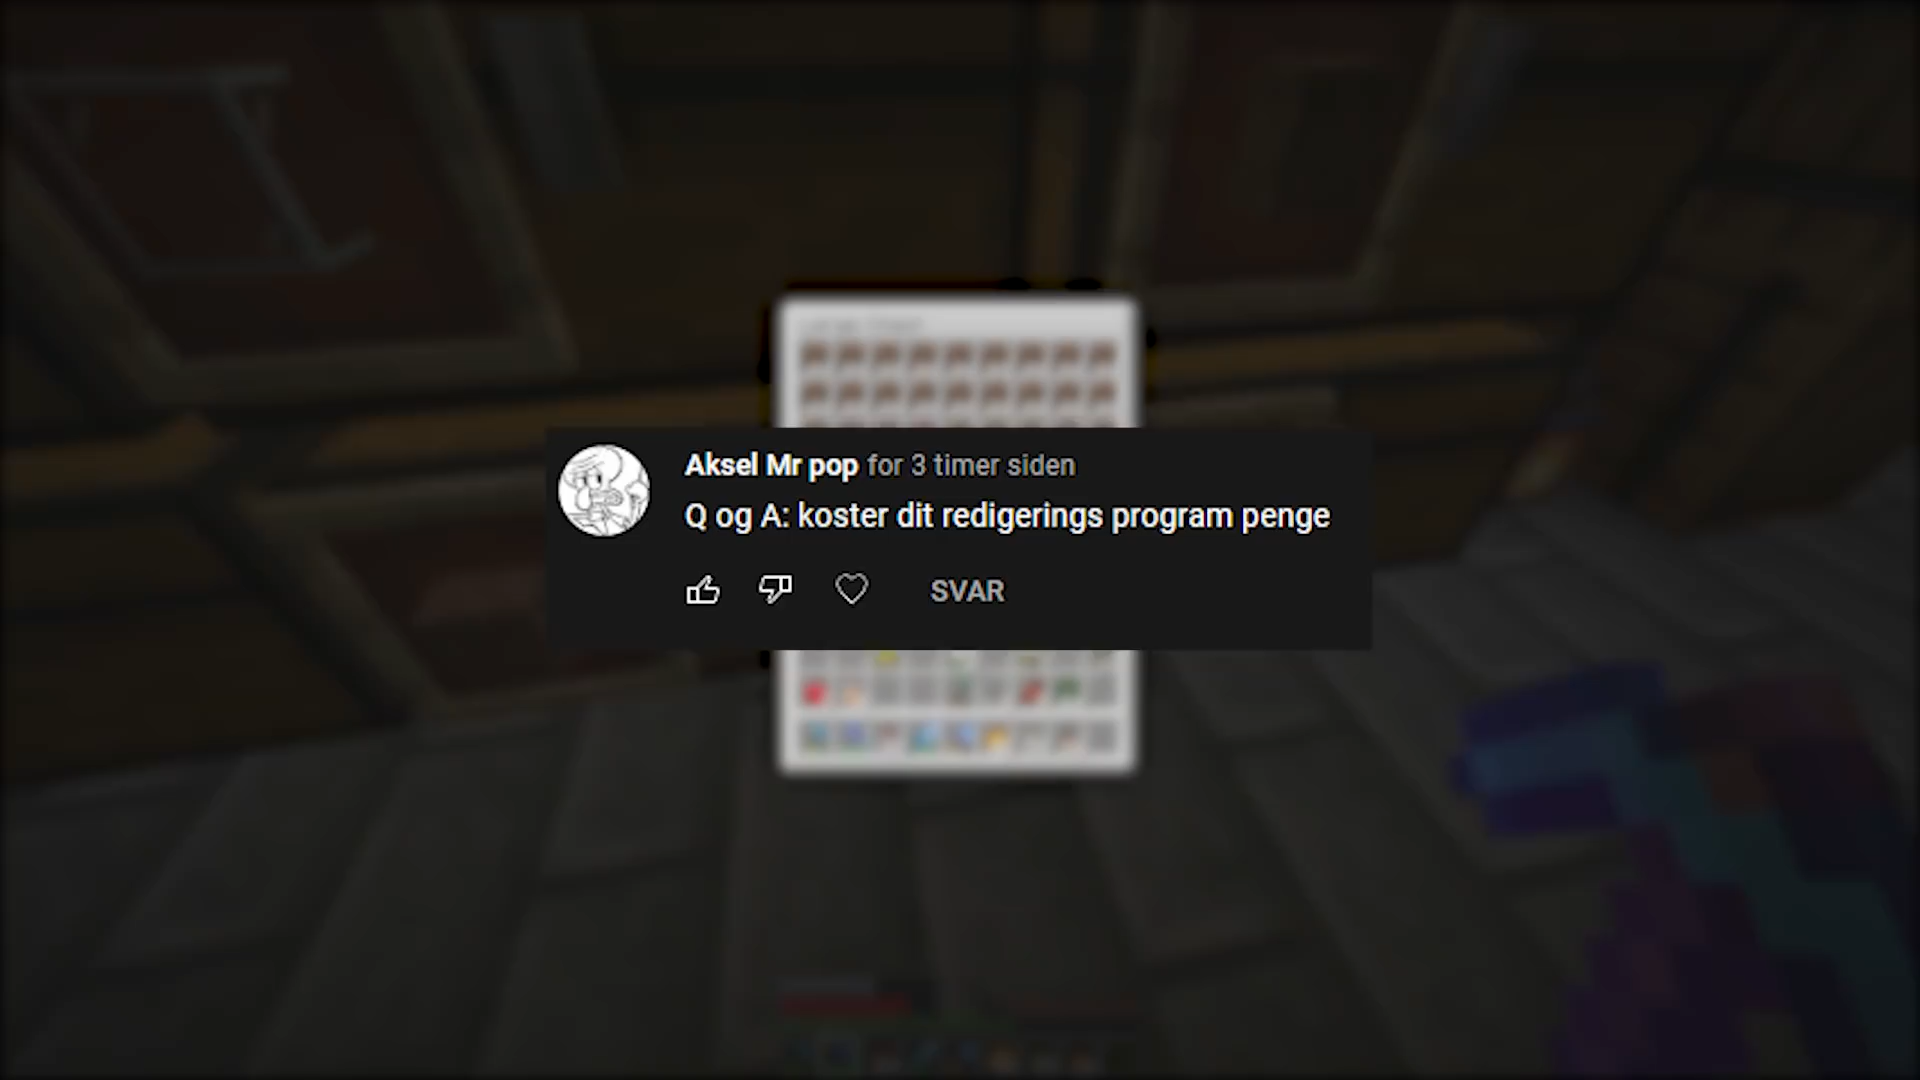 Aksel Mr pop for 3 timer siden
Q og A: koster dit redigerings program penge
SVAR